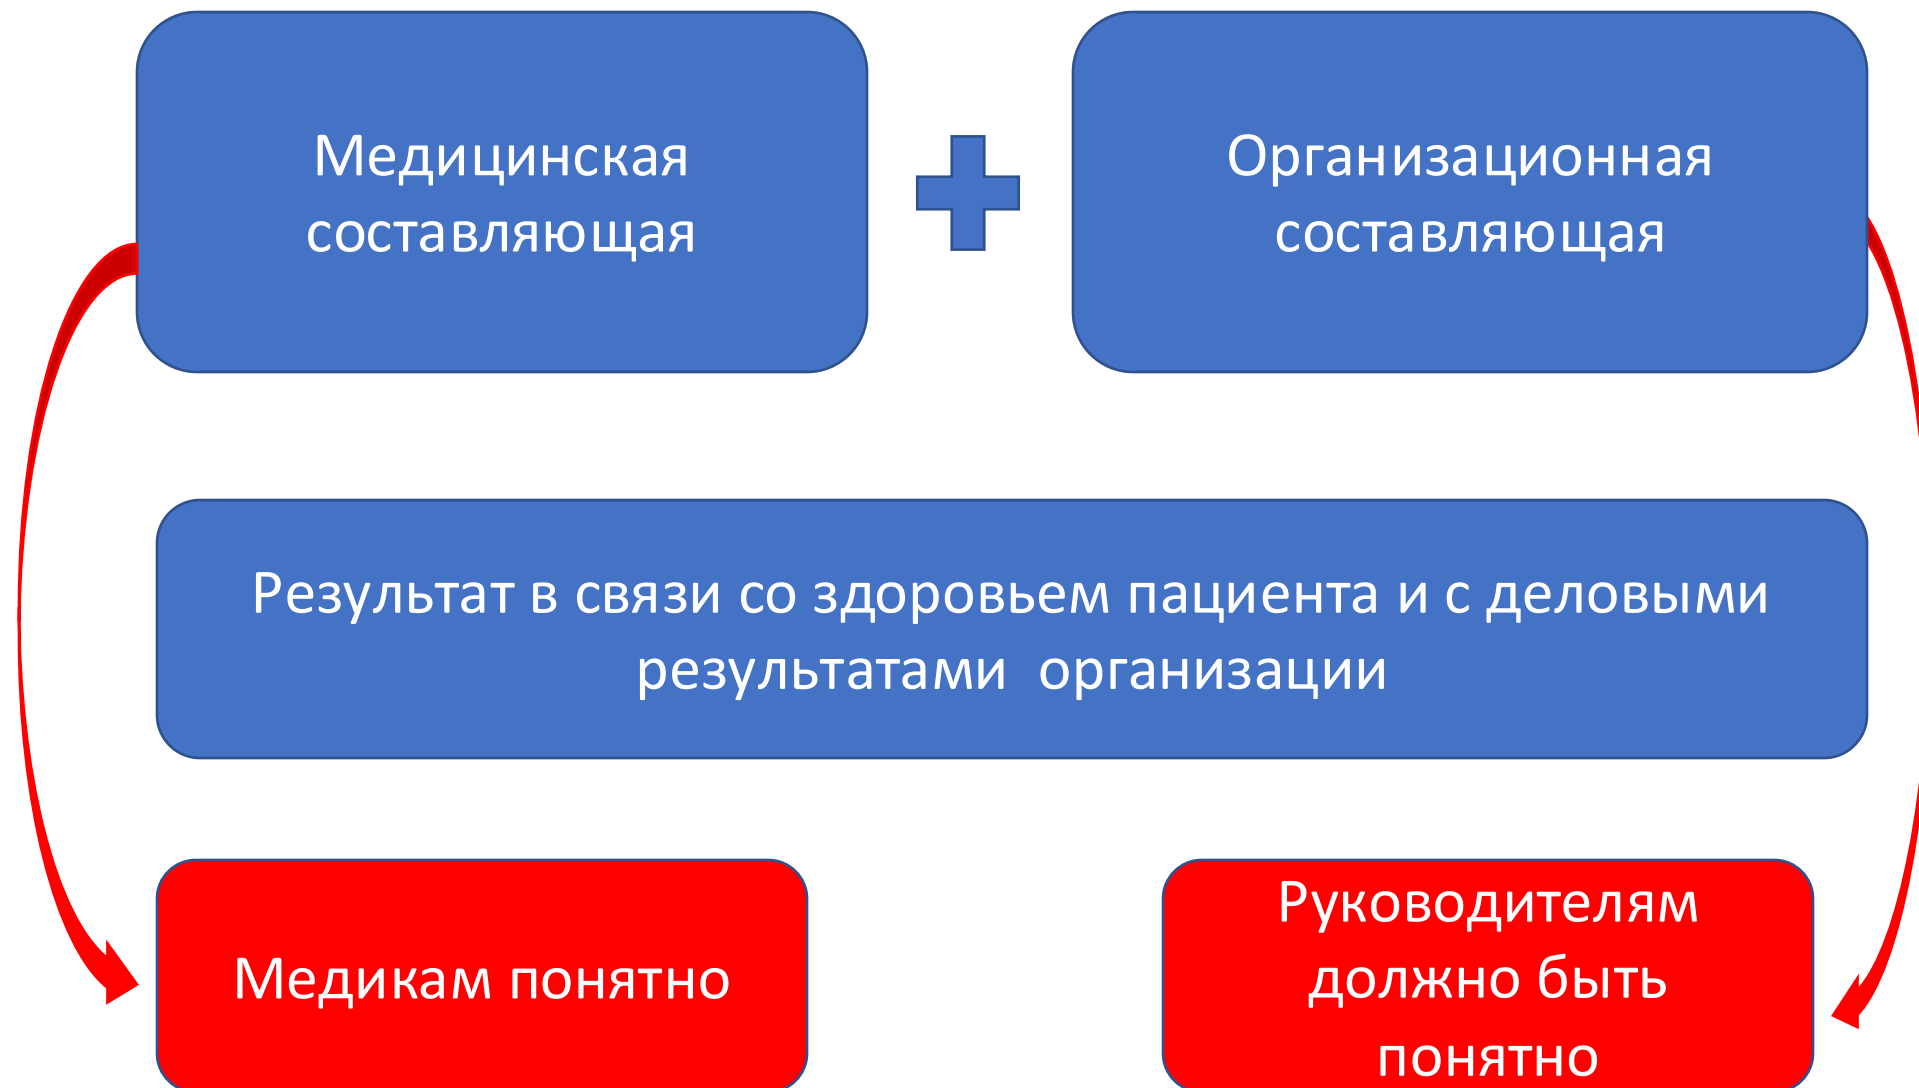 Медицинская
составляющая
Организационная
составляющая
Результат в связи со здоровьем пациента и с деловыми
результатами  организации
Медикам понятно
Руководителям
должно быть
понятно